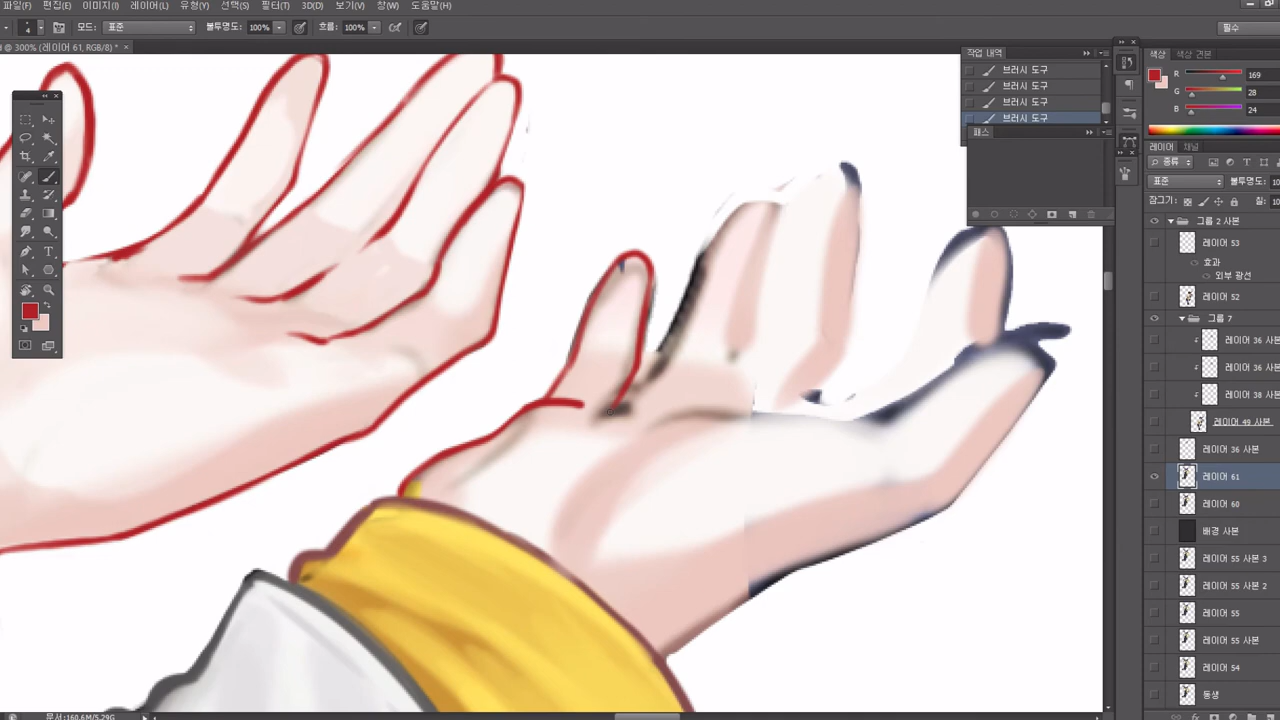 파일(F) 편집(E) 이미지(I) 레이어(L) 유형(Y) 선택(S) 필터(T) 3D(D) 보기(V) 창(W) 도움말(H)
4 모드: 표준 불투명도: 100% 흐름: 100% 필수
@ 300% (레이어 61, RGB/8) *
작업 내역
브러시 도구
브러시 도구
브러시 도구
브러시 도구
패스
색상 색상 견본
R 169
G 28
B 24
레이어 채널
종류
표준 불투명도: 10
잠그기: 칠: 10
그룹 2 사본
레이어 53
효과
외부 광선
레이어 52
그룹 7
레이어 36 사본
레이어 36 사본
레이어 38 사본
레이어 49 사본
레이어 36 사본
레이어 61
레이어 60
배경 사본
레이어 55 사본 3
레이어 55 사본 2
레이어 55
레이어 55 사본
레이어 54
동생
문서:160.6M/5.29G